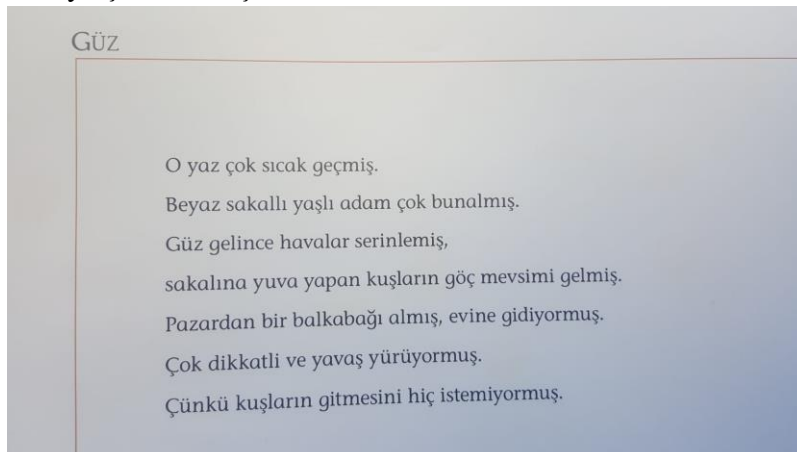 GÜZ
O yaz çok sıcak geçmiş.
Beyaz sakallı yaşlı adam çok bunalmış.
Güz gelince havalar serinlemiş,
sakalına yuva yapan kuşların göç mevsimi gelmiş.
Pazardan bir balkabağı almış, evine gidiyormuş.
Çok dikkatli ve yavaş yürüyormuş.
Çünkü kuşların gitmesini hiç istemiyormuş.